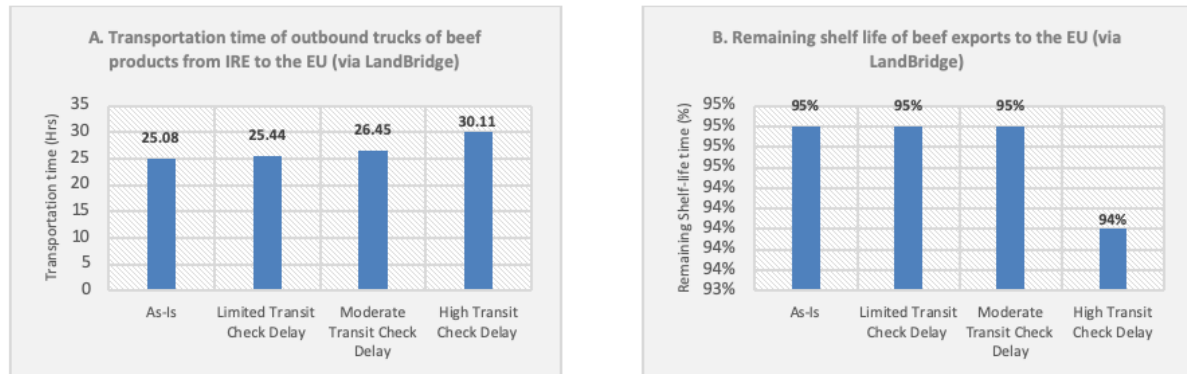 A. Transportation time of outbound trucks of beef
products from IRE to the EU (via LandBridge)
Transportation time (Hrs)
35
30
25
20
15
10
5
0
25.08
25.44
26.45
30.11
As-Is
Limited Transit
Check Delay
Moderate
Transit Check
Delay
High Transit
Check Delay
B. Remaining shelf life of beef exports to the EU (via
LandBridge)
Remaining Shelf-life time (%)
95%
95%
95%
95%
94%
94%
94%
94%
94%
93%
95%
95%
95%
94%
As-Is
Limited Transit
Check Delay
Moderate
Transit Check
Delay
High Transit
Check Delay